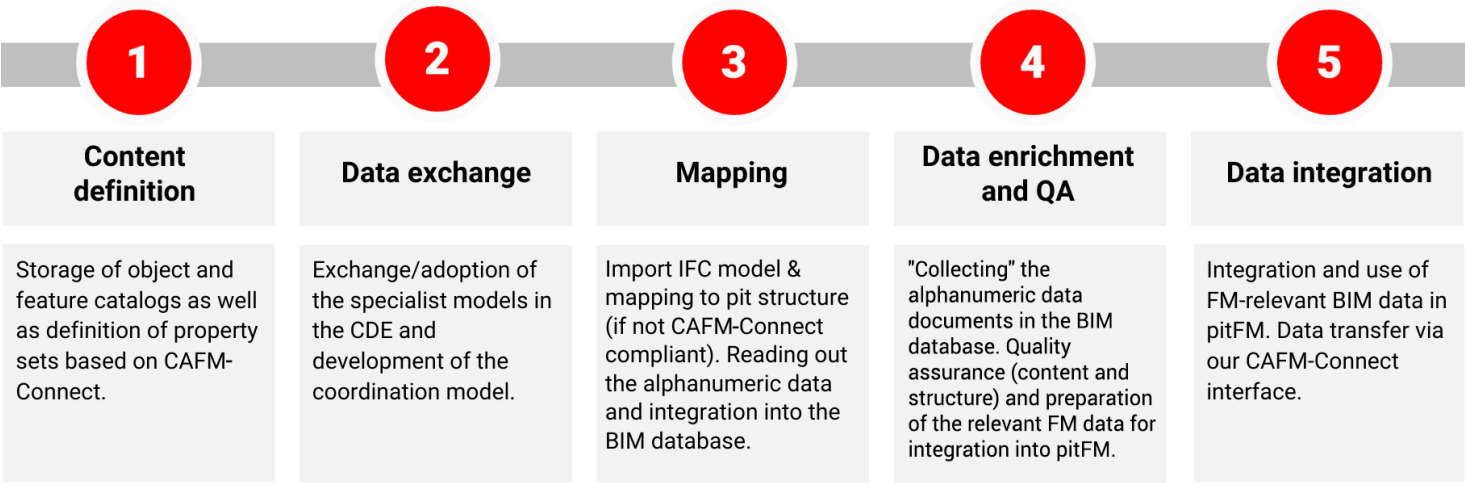 1
2
3
4
5
Content
definition
Data exchange
Mapping
Data enrichment
and QA
Data integration
Storage of object and
feature catalogs as well
as definition of property
sets based on CAFM-
Connect.
Exchange/adoption of
the specialist models in
the CDE and
development of the
coordination model.
Import IFC model &
mapping to pit structure
(if not CAFM-Connect
compliant). Reading out
the alphanumeric data
and integration into the
BIM database.
"Collecting" the
alphanumeric data
documents in the BIM
database. Quality
assurance (content and
structure) and preparation
of the relevant FM data for
integration into pitFM.
Integration and use of
FM-relevant BIM data in
pitFM. Data transfer via
our CAFM-Connect
interface.